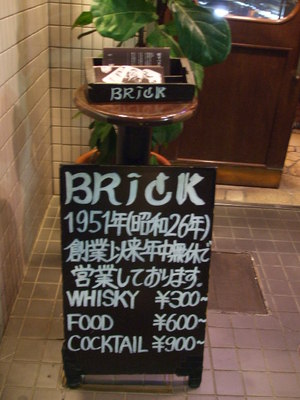 BRiCK
BRiCK
1951年(昭和26年)
創業以来年中無休で
営業しております.
WHISKY ¥300~
FOOD ¥600~
COCKTAIL ¥900~